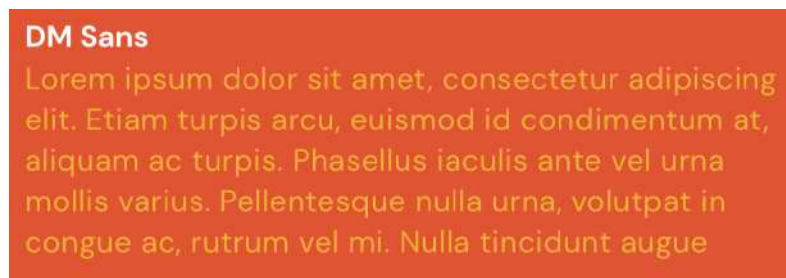 DM Sans
Lorem ipsum dolor sit amet, consectetur adipiscing
elit. Etiam turpis arcu, euismod id condimentum at,
aliquam ac turpis. Phasellus iaculis ante vel urna
mollis varius. Pellentesque nulla urna, volutpat in
congue ac, rutrum vel mi. Nulla tincidunt augue